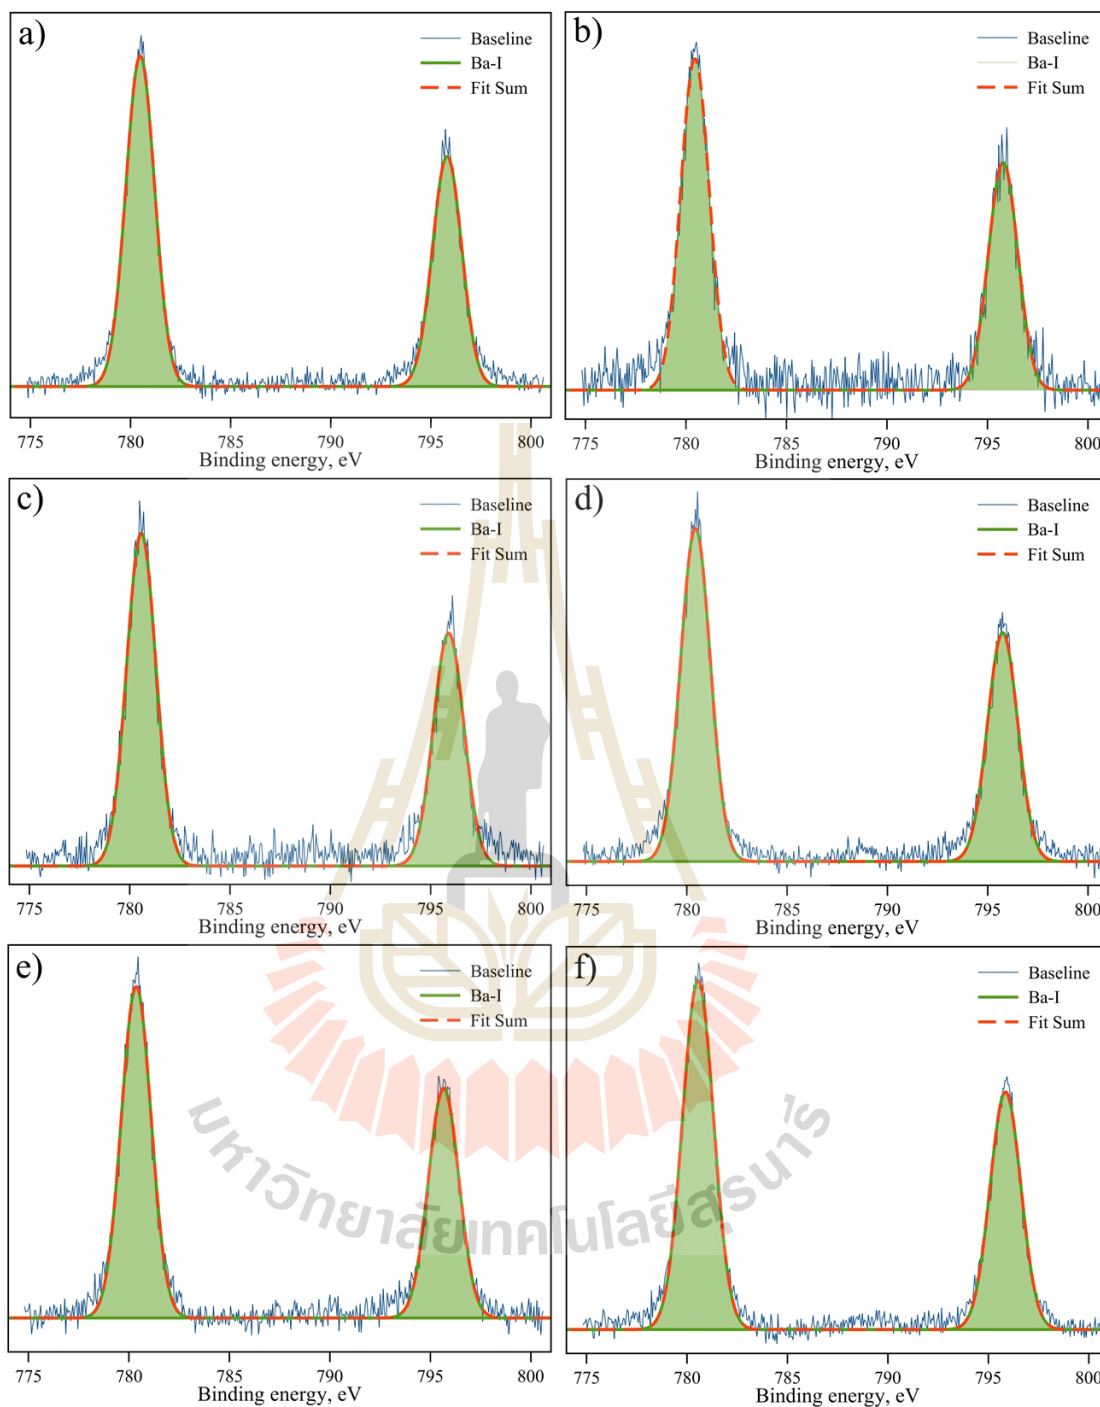 a)
Baseline
Ba-I
Fit Sum
775 780 785 790 795 800
Binding energy, eV
b)
Baseline
Ba-I
Fit Sum
775 780 785 790 795 800
Binding energy, eV
c)
Baseline
Ba-I
Fit Sum
775 780 785 790 795 800
Binding energy, eV
d)
Baseline
Ba-I
Fit Sum
775 780 785 790 795 800
Binding energy, eV
e)
Baseline
Ba-I
Fit Sum
775 780 785 790 795 800
Binding energy, eV
f)
Baseline
Ba-I
Fit Sum
775 780 785 790 795 800
Binding energy, eV
มหาวิทยาลัยเทคโนโลยีสุรนารี